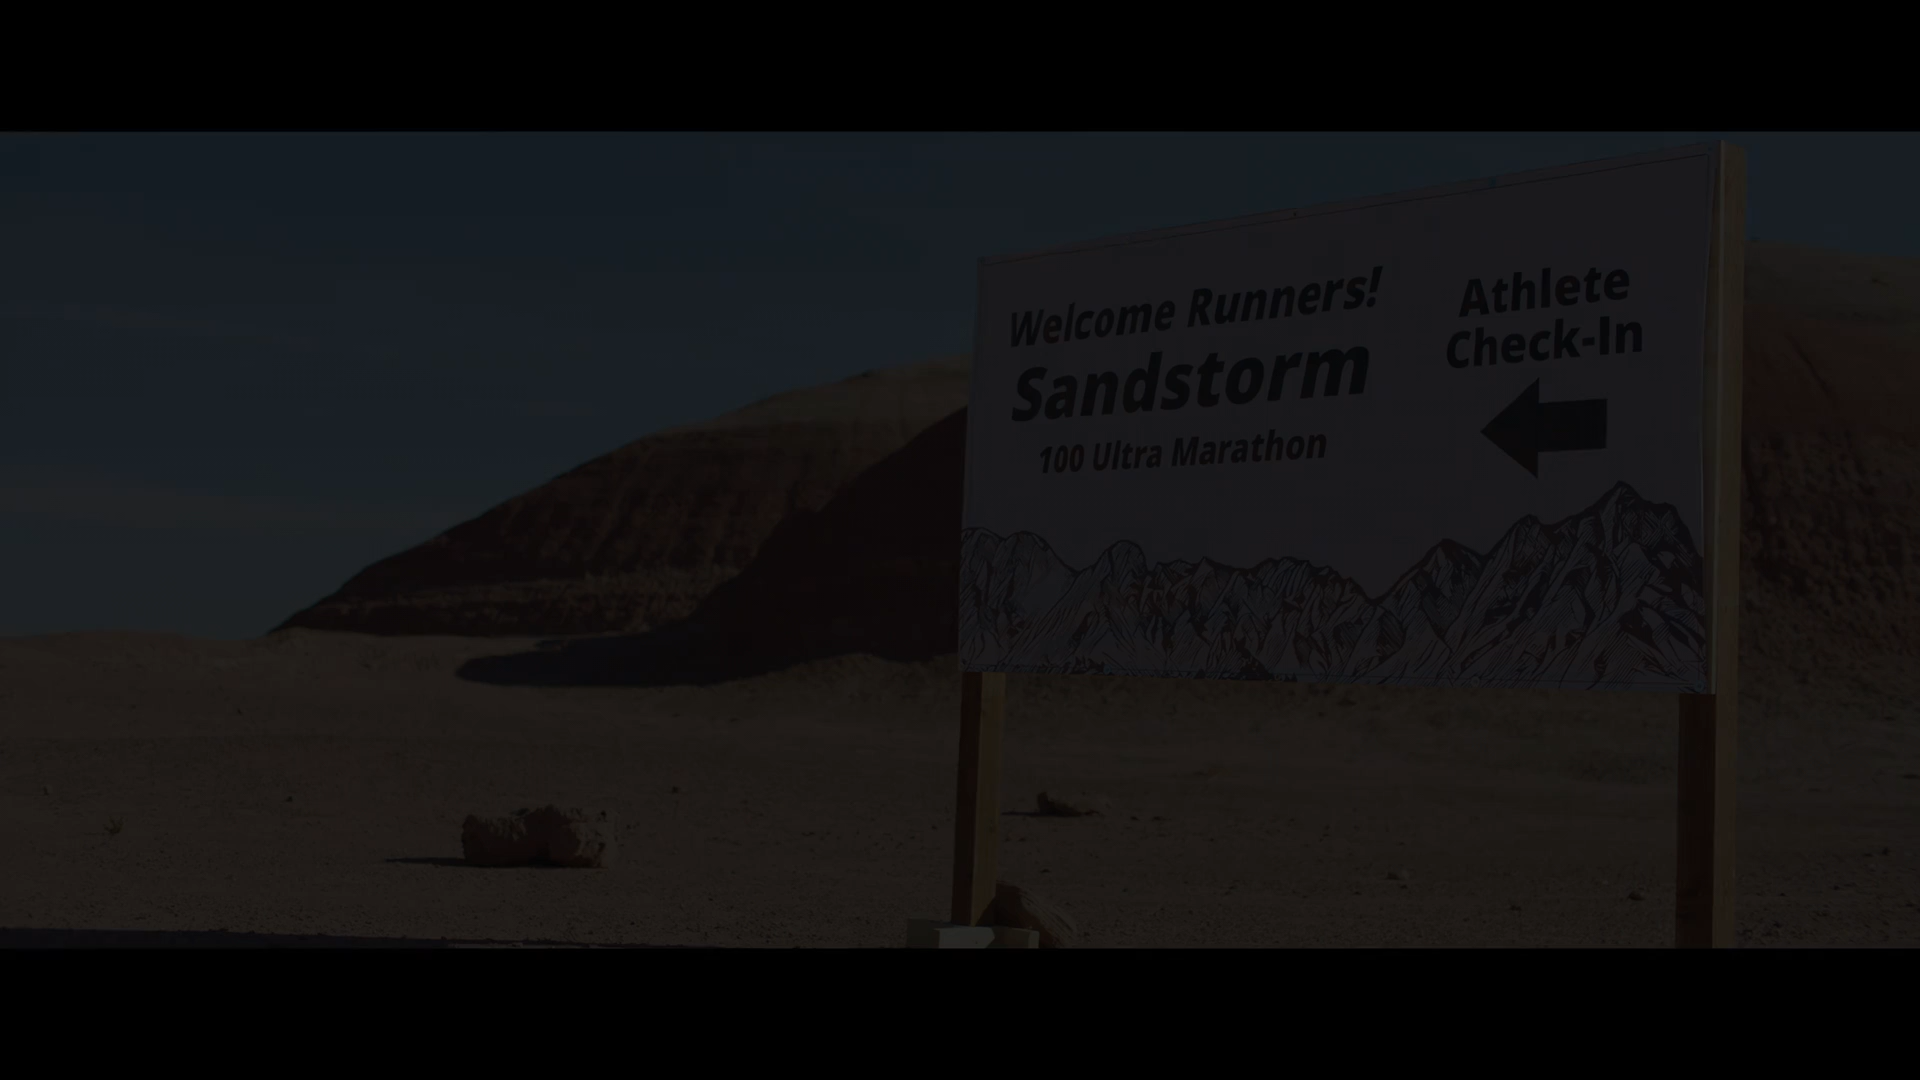 Welcome Runners!
Sandstorm
100 Ultra Marathon
Athlete
Check-In